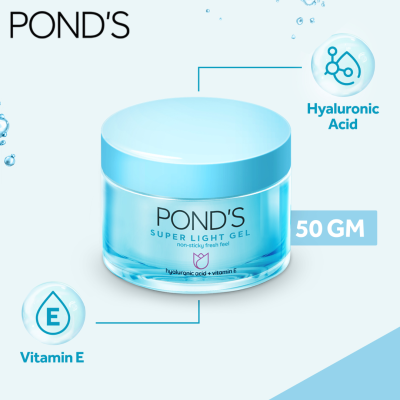 POND'S
Hyaluronic
Acid
POND'S
SUPER LIGHT GEL
non-sticky fresh feel
hyaluronic acid + vitamin E
50 GM
E
Vitamin E